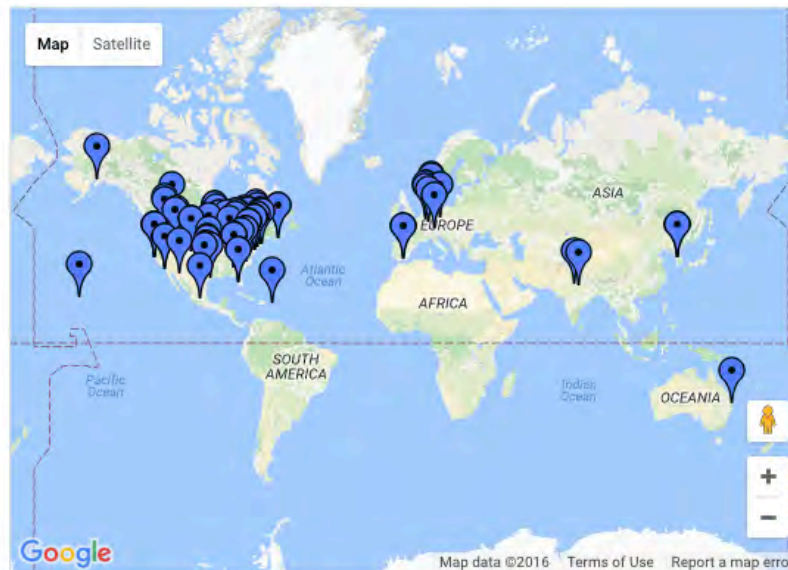 Map Satellite
ASIA
EUROPE
Atlantic
Ocean
AFRICA
SOUTH
AMERICA
Pacific
Ocean
Indian
Ocean
OCEANIA
+
−
Google
Map data ©2016 Terms of Use Report a map erro